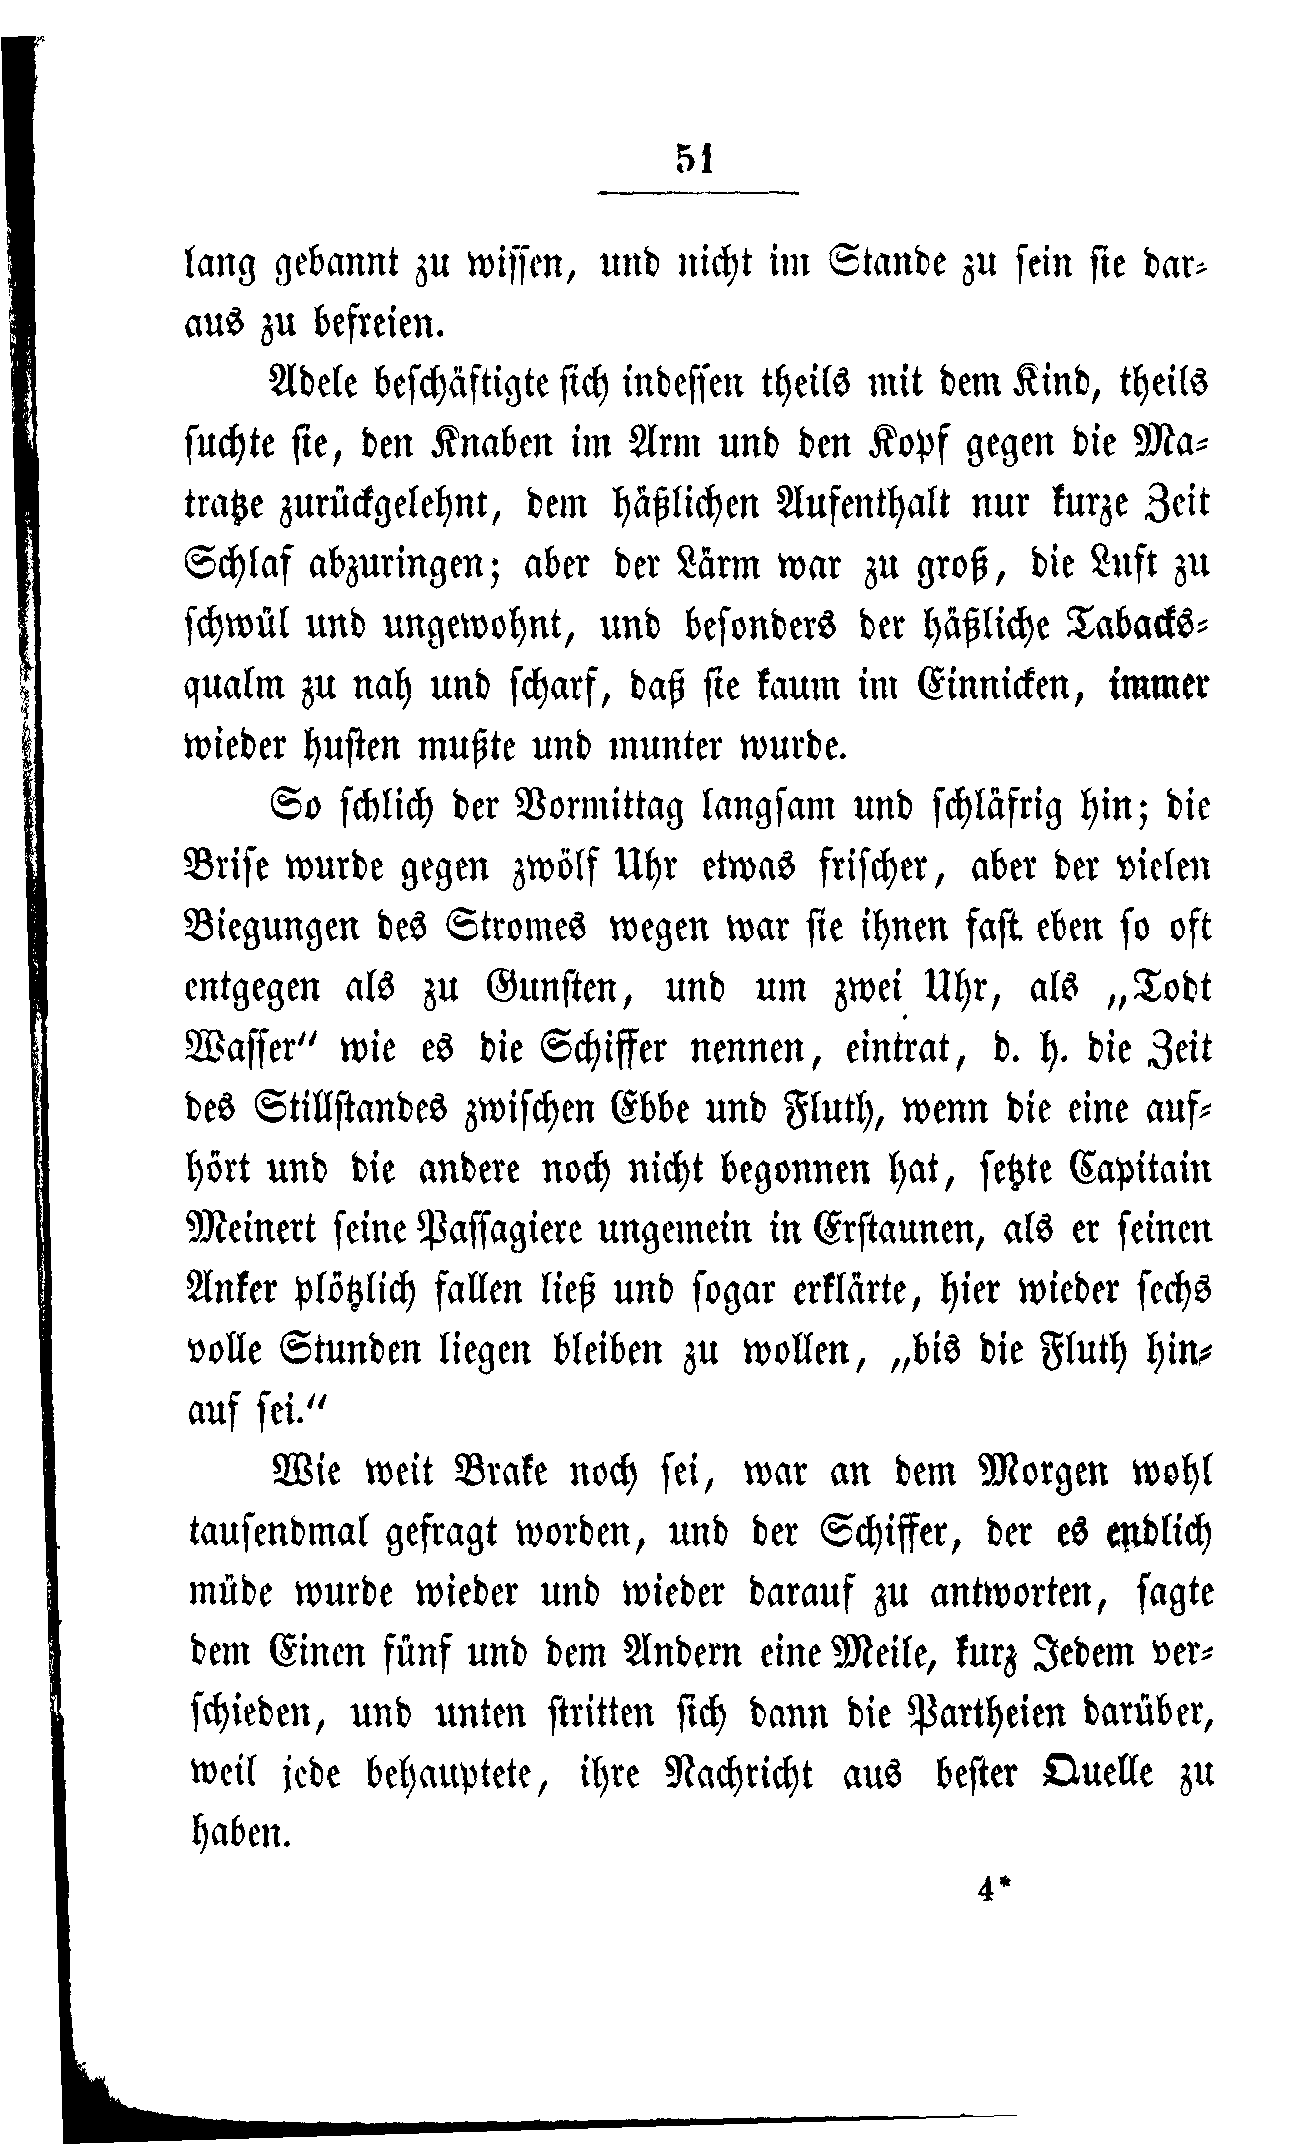 51
lang gebannt zu wissen, und nicht im Stande zu sein sie dar-
aus zu befreien.
Adele beschäftigte sich indessen theils mit dem Kind, theils
suchte sie, den Knaben im Arm und den Kopf gegen die Ma-
tratze zurückgelehnt, dem häßlichen Aufenthalt nur kurze Zeit
Schlaf abzuringen; aber der Lärm war zu groß, die Luft zu
schwül und ungewohnt, und besonders der häßliche Tabacks-
qualm zu nah und scharf, daß sie kaum im Einnicken, immer
wieder husten mußte und munter wurde.
So schlich der Vormittag langsam und schläfrig hin; die
Brise wurde gegen zwölf Uhr etwas frischer, aber der vielen
Biegungen des Stromes wegen war sie ihnen fast eben so oft
entgegen als zu Gunsten, und um zwei Uhr, als „Todt
Wasser“ wie es die Schiffer nennen, eintrat, d. h. die Zeit
des Stillstandes zwischen Ebbe und Fluth, wenn die eine auf-
hört und die andere noch nicht begonnen hat, setzte Capitain
Meinert seine Passagiere ungemein in Erstaunen, als er seinen
Anker plötzlich fallen ließ und sogar erklärte, hier wieder sechs
volle Stunden liegen bleiben zu wollen, „bis die Fluth hin-
auf sei.“
Wie weit Brake noch sei, war an dem Morgen wohl
tausendmal gefragt worden, und der Schiffer, der es endlich
müde wurde wieder und wieder darauf zu antworten, sagte
dem Einen fünf und dem Andern eine Meile, kurz Jedem ver-
schieden, und unten stritten sich dann die Partheien darüber,
weil jede behauptete, ihre Nachricht aus bester Quelle zu
haben.
4*